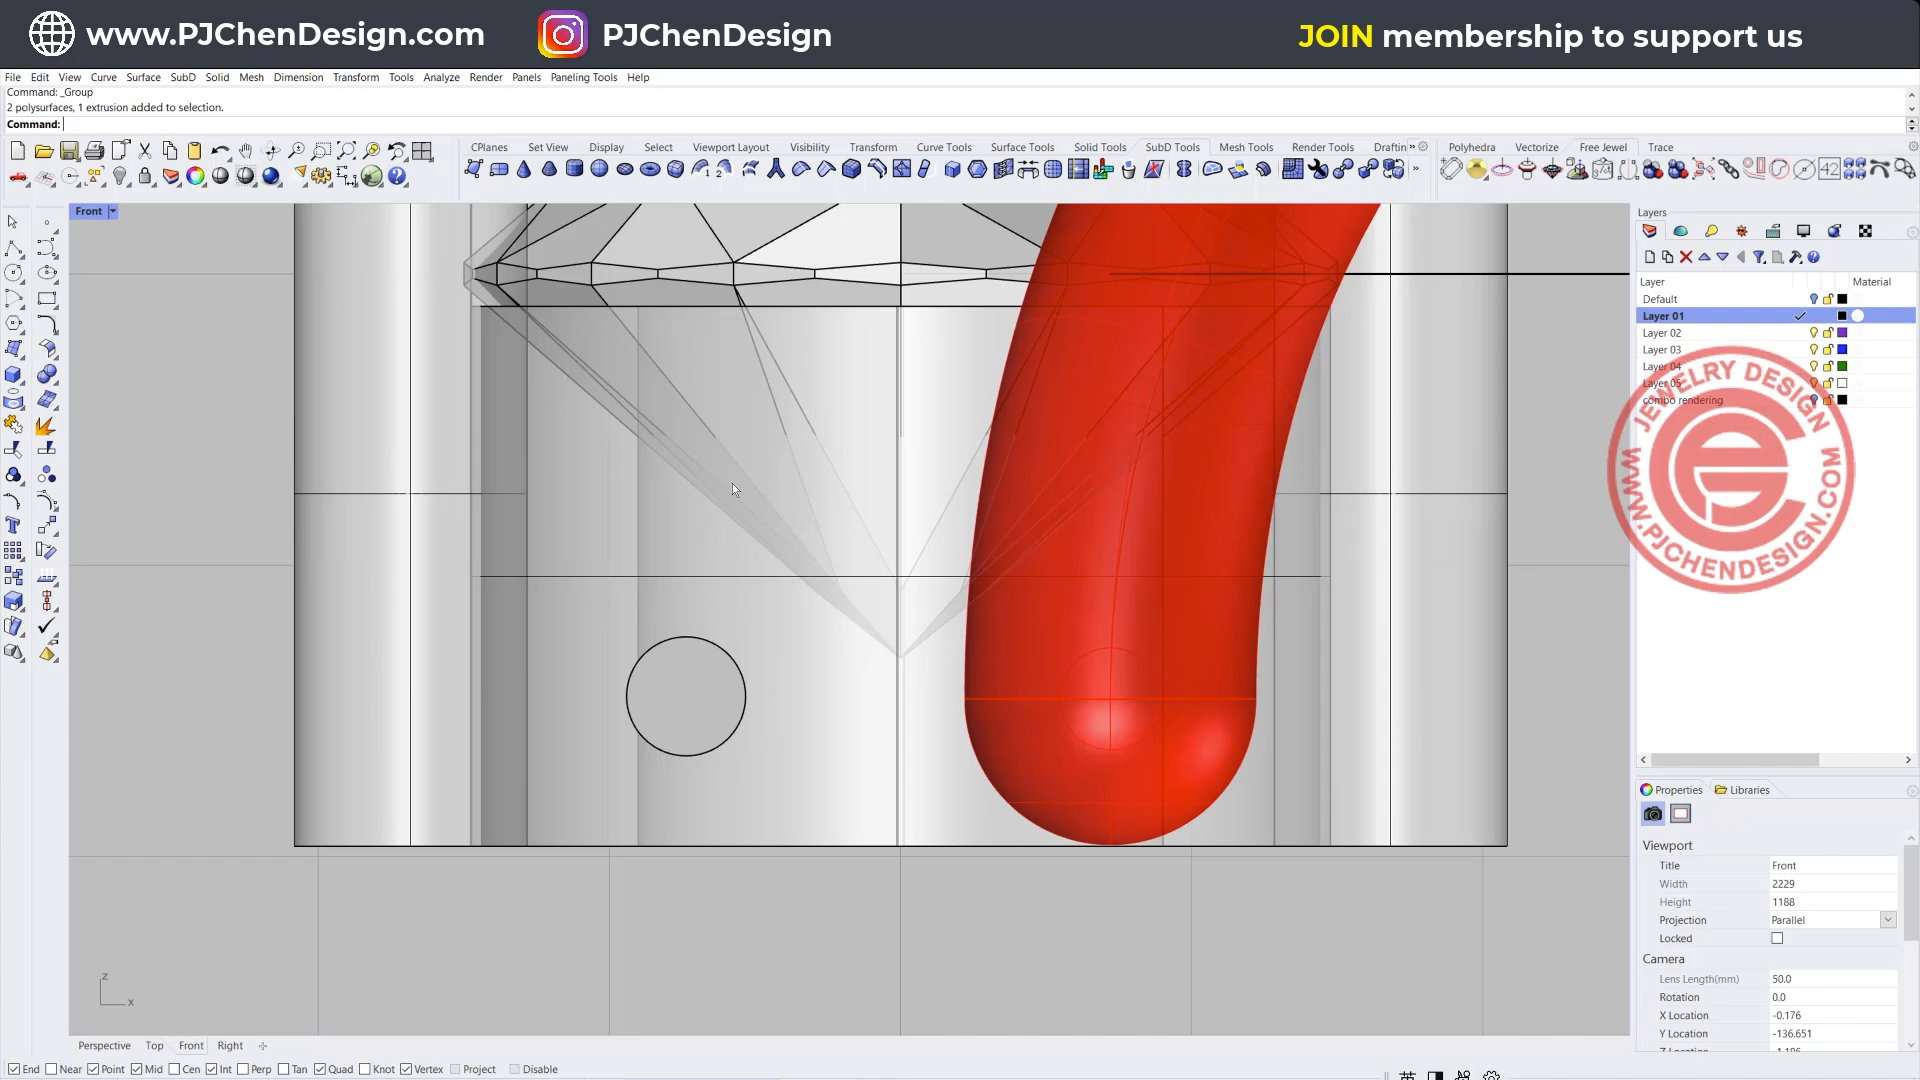 www.PJChenDesign.com PJChenDesign JOIN membership to support us
File Edit View Curve Surface SubD Solid Mesh Dimension Transform Tools Analyze Render Panels Paneling Tools Help
Command: _Group
2 polysurfaces, 1 extrusion added to selection.
Command:
CPlanes Set View Display Select Viewport Layout Visibility Transform Curve Tools Surface Tools Solid Tools SubD Tools Mesh Tools Render Tools Draftin » Polyhedra Vectorize Free Jewel Trace
Front
Layers
Layer Material
Default
Layer 01
Layer 02
Layer 03
Layer 04
Layer 05
combo rendering
JEWELRY DESIGN
WWW.PJCHENDESIGN.COM
Properties Libraries
Viewport
Title Front
Width 2229
Height 1188
Projection Parallel
Locked
Camera
Lens Length(mm) 50.0
Rotation 0.0
X Location -0.176
Y Location -136.651
z
x
Perspective Top Front Right
End Near Point Mid Cen Int Perp Tan Quad Knot Vertex Project Disable
英